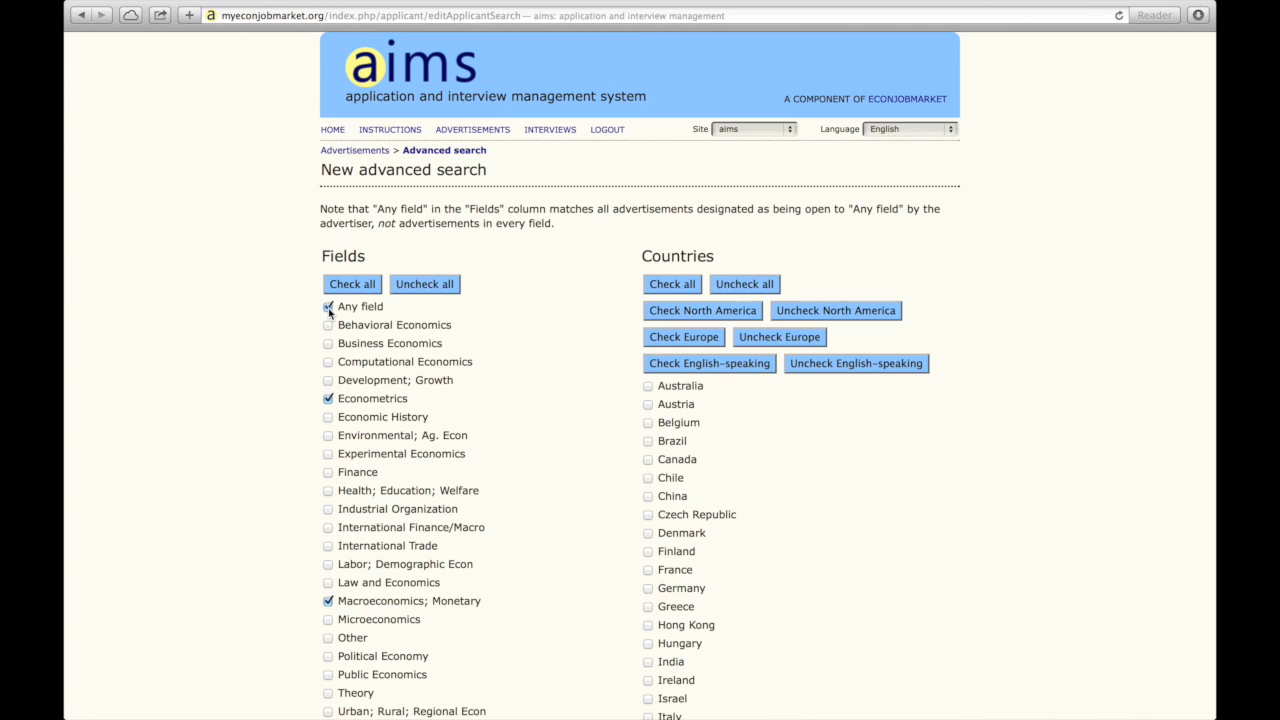 myeconjobmarket.org/index.php/applicant/editApplicantSearch — aims: application and interview management
Reader
aims
application and interview management system
A COMPONENT OF ECONJOBMARKET
HOME INSTRUCTIONS ADVERTISEMENTS INTERVIEWS LOGOUT Site aims Language English
Advertisements > Advanced search
New advanced search
Note that "Any field" in the "Fields" column matches all advertisements designated as being open to "Any field" by the
advertiser, not advertisements in every field.
Fields
Check all Uncheck all
Any field
Behavioral Economics
Business Economics
Computational Economics
Development; Growth
Econometrics
Economic History
Environmental; Ag. Econ
Experimental Economics
Finance
Health; Education; Welfare
Industrial Organization
International Finance/Macro
International Trade
Labor; Demographic Econ
Law and Economics
Macroeconomics; Monetary
Microeconomics
Other
Political Economy
Public Economics
Theory
Urban; Rural; Regional Econ
Countries
Check all Uncheck all
Check North America Uncheck North America
Check Europe Uncheck Europe
Check English-speaking Uncheck English-speaking
Australia
Austria
Belgium
Brazil
Canada
Chile
China
Czech Republic
Denmark
Finland
France
Germany
Greece
Hong Kong
Hungary
India
Ireland
Israel
Italy